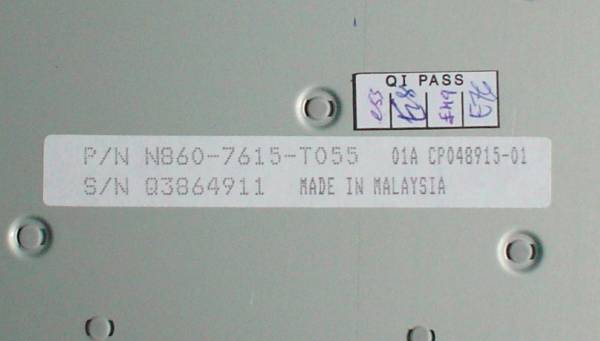 QI PASS
P/N N860-7615-T055 01A CP048915-01
S/N Q3864911 MADE IN MALAYSIA